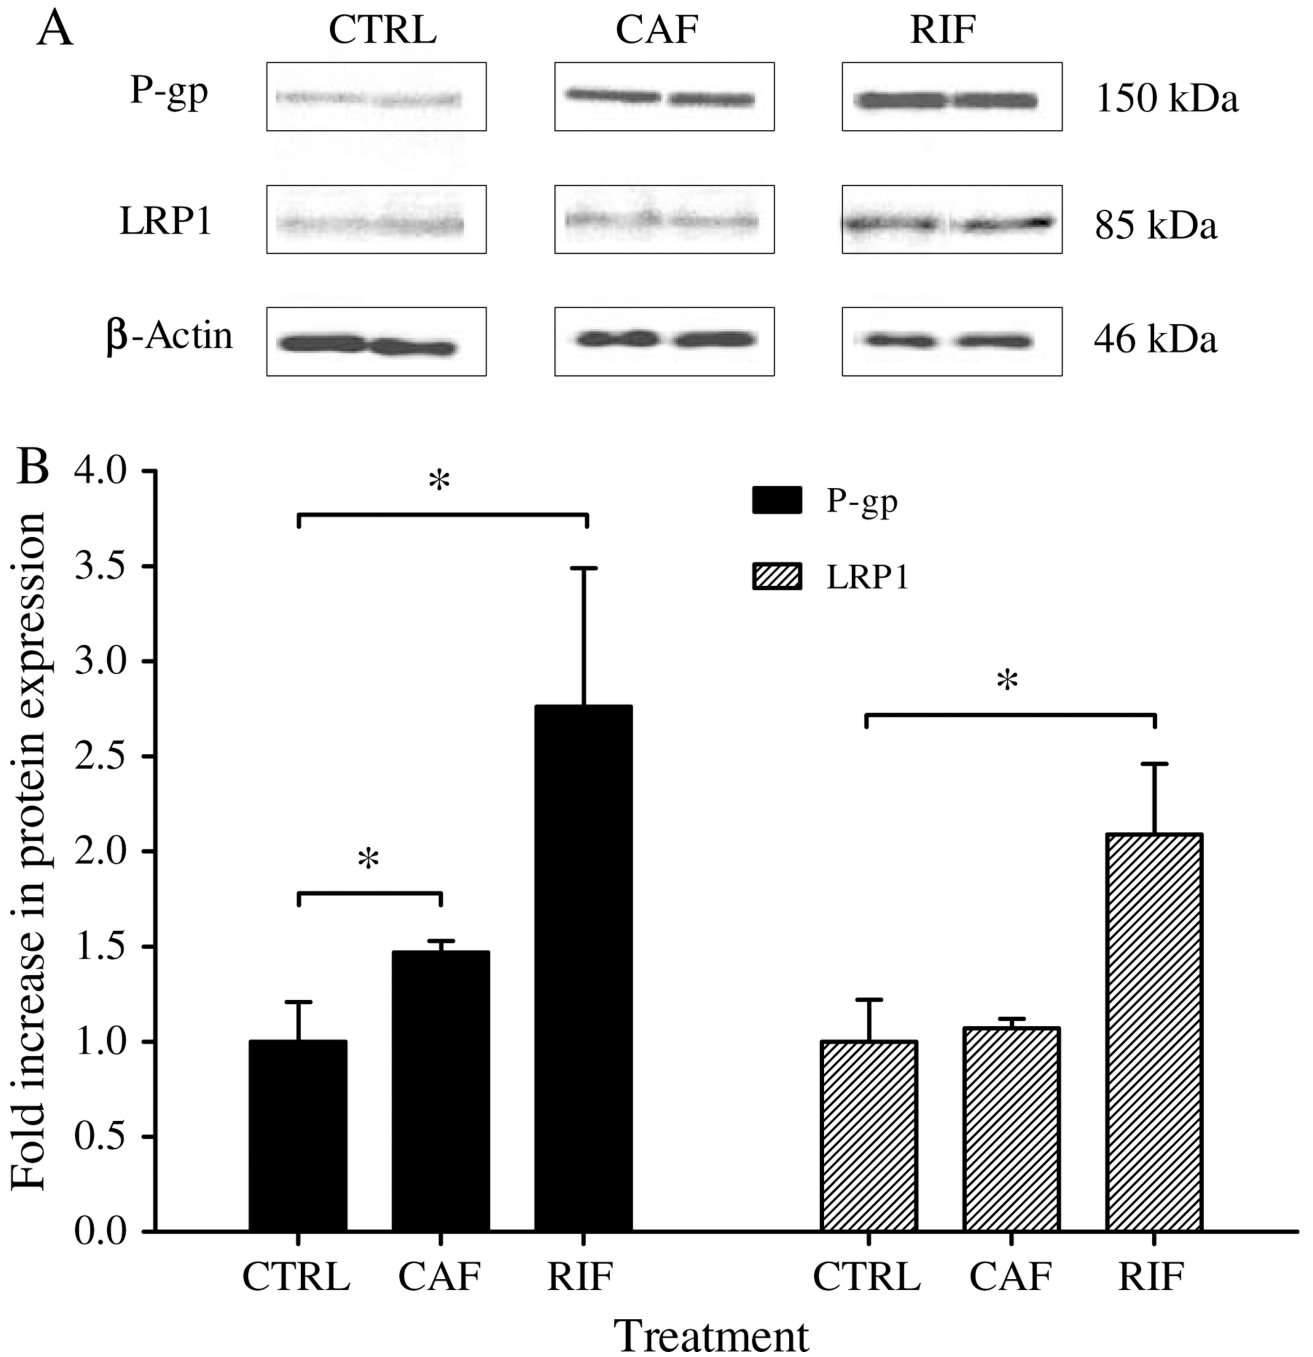 A
CTRL CAF RIF
P-gp 150 kDa
LRP1 85 kDa
β-Actin 46 kDa
B
Fold increase in protein expression
4.0
3.5
3.0
2.5
2.0
1.5
1.0
0.5
0.0
*
*
*
P-gp
LRP1
CTRL CAF RIF CTRL CAF RIF
Treatment